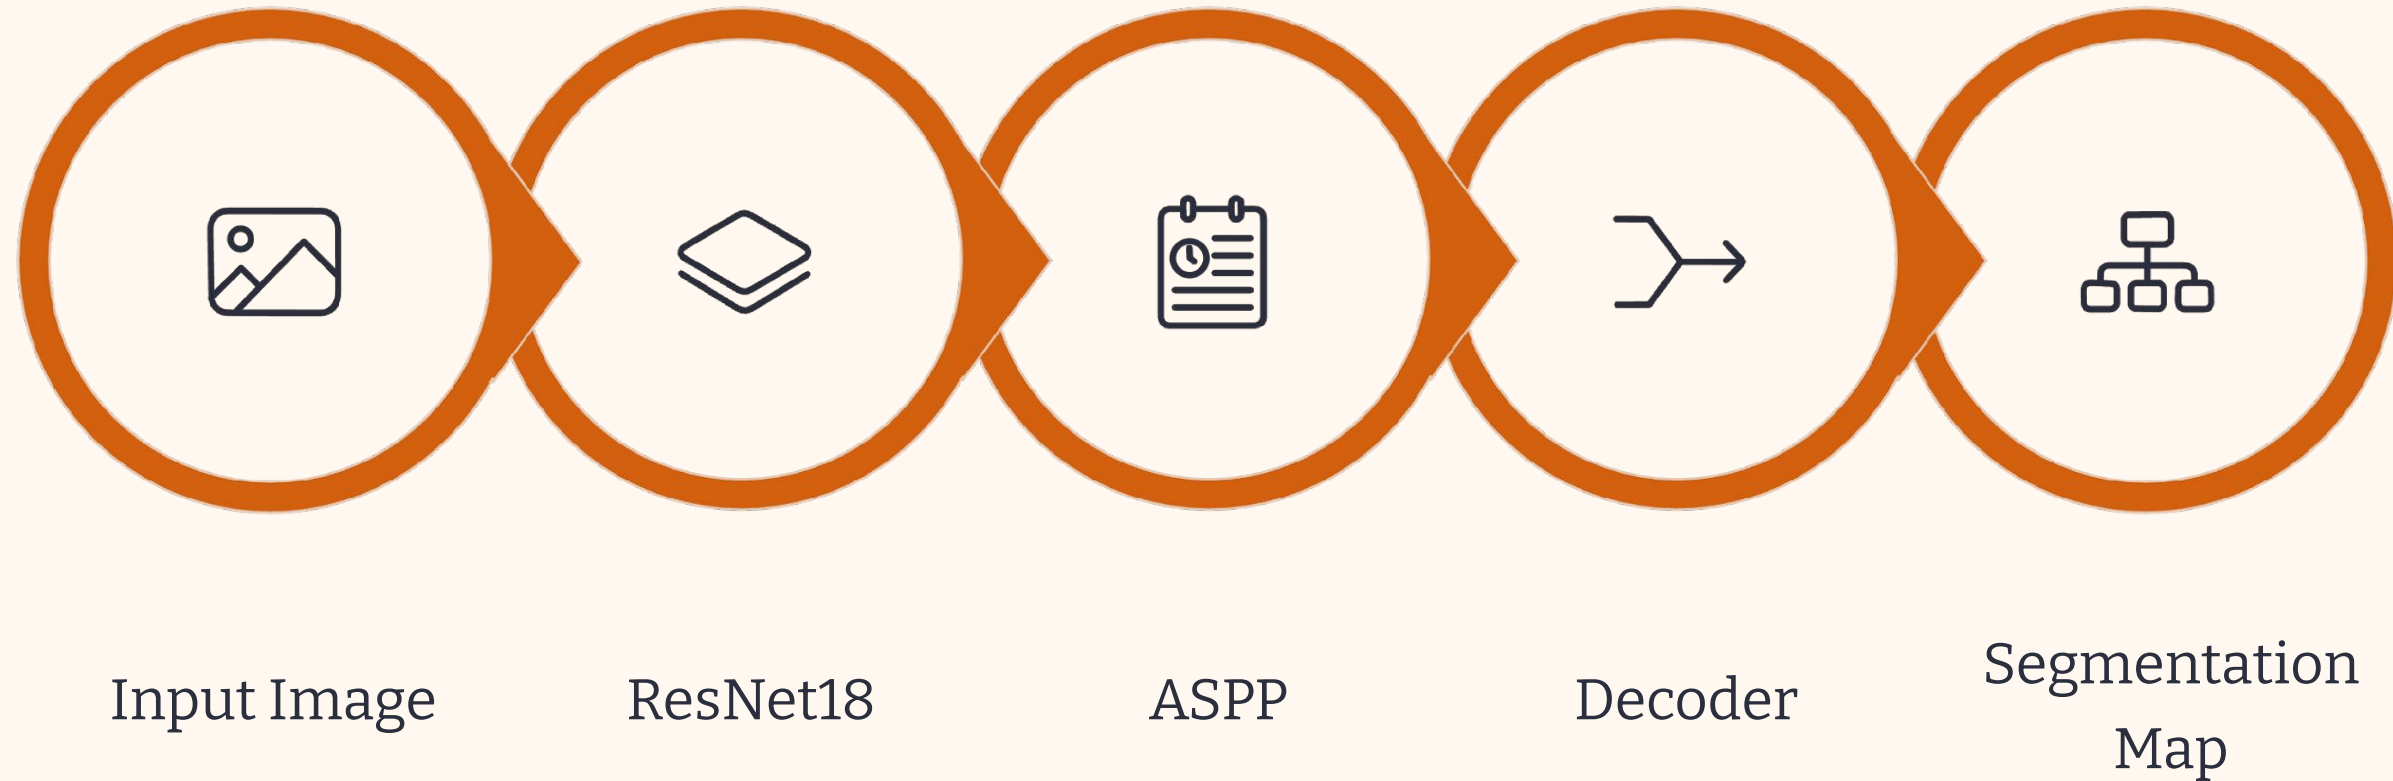 Input Image
ResNet18
ASPP
Decoder
Segmentation
Map